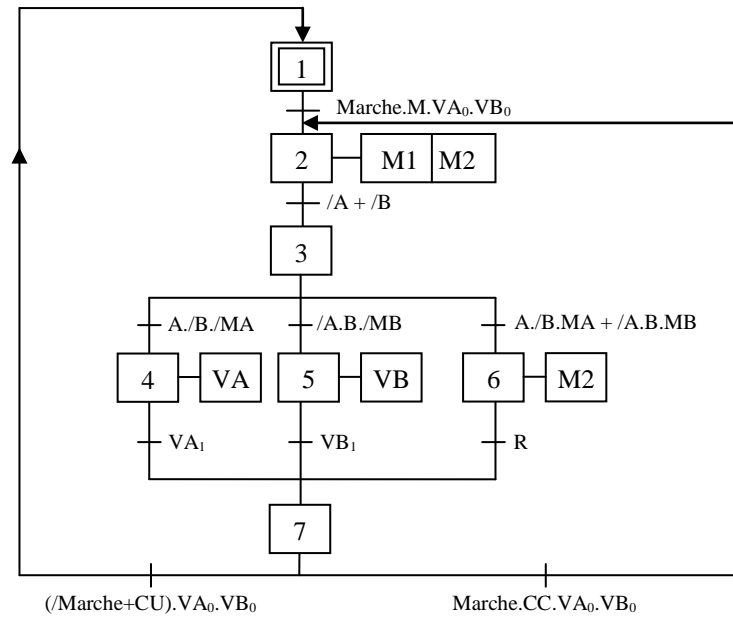 1
Marche.M.VA₀.VB₀
2 M1 M2
/A + /B
3
A./B./MA /A.B./MB A./B.MA + /A.B.MB
4 VA 5 VB 6 M2
VA₁ VB₁ R
7
(/Marche+CU).VA₀.VB₀ Marche.CC.VA₀.VB₀